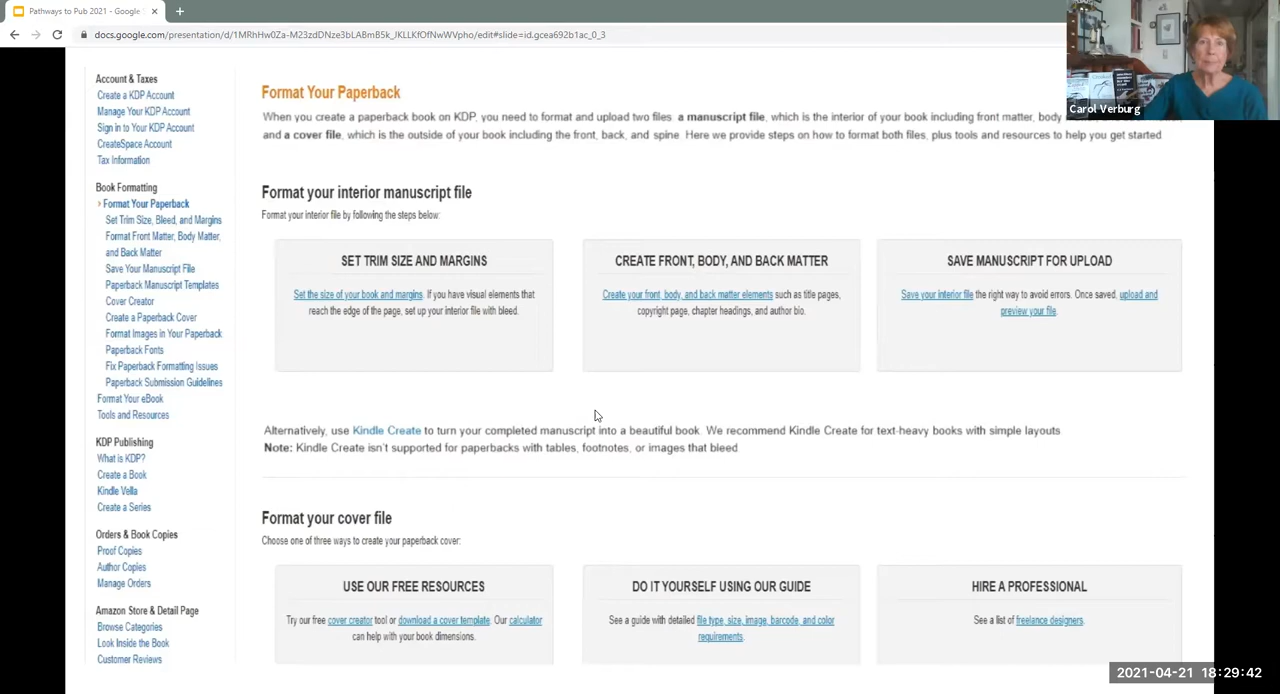 Pathways to Pub 2021 - Google
docs.google.com/presentation/d/1MRhHw0Za-M23zdDNze3bLABmB5k_JKLLKfOfNwWVpho/edit#slide=id.gcea692b1ac_0_3
Carol Verburg
Account & Taxes
Create a KDP Account
Manage Your KDP Account
Sign in to Your KDP Account
CreateSpace Account
Tax Information
Book Formatting
› Format Your Paperback
Set Trim Size, Bleed, and Margins
Format Front Matter, Body Matter,
and Back Matter
Save Your Manuscript File
Paperback Manuscript Templates
Cover Creator
Create a Paperback Cover
Format Images in Your Paperback
Paperback Fonts
Fix Paperback Formatting Issues
Paperback Submission Guidelines
Format Your eBook
Tools and Resources
KDP Publishing
What is KDP?
Create a Book
Kindle Vella
Create a Series
Orders & Book Copies
Proof Copies
Author Copies
Manage Orders
Amazon Store & Detail Page
Browse Categories
Look Inside the Book
Customer Reviews
Format Your Paperback
When you create a paperback book on KDP, you need to format and upload two files a manuscript file, which is the interior of your book including front matter, body
and a cover file, which is the outside of your book including the front, back, and spine Here we provide steps on how to format both files, plus tools and resources to help you get started
Format your interior manuscript file
Format your interior file by following the steps below:
SET TRIM SIZE AND MARGINS
Set the size of your book and margins. If you have visual elements that
reach the edge of the page, set up your interior file with bleed.
CREATE FRONT, BODY, AND BACK MATTER
Create your front, body, and back matter elements such as title pages,
copyright page, chapter headings, and author bio.
SAVE MANUSCRIPT FOR UPLOAD
Save your interior file the right way to avoid errors. Once saved, upload and
preview your file.
Alternatively, use Kindle Create to turn your completed manuscript into a beautiful book. We recommend Kindle Create for text-heavy books with simple layouts
Note: Kindle Create isn't supported for paperbacks with tables, footnotes, or images that bleed
Format your cover file
Choose one of three ways to create your paperback cover:
USE OUR FREE RESOURCES
Try our free cover creator tool or download a cover template. Our calculator
can help with your book dimensions.
DO IT YOURSELF USING OUR GUIDE
See a guide with detailed file type, size, image, barcode, and color
requirements.
HIRE A PROFESSIONAL
See a list of freelance designers.
2021-04-21 18:29:42